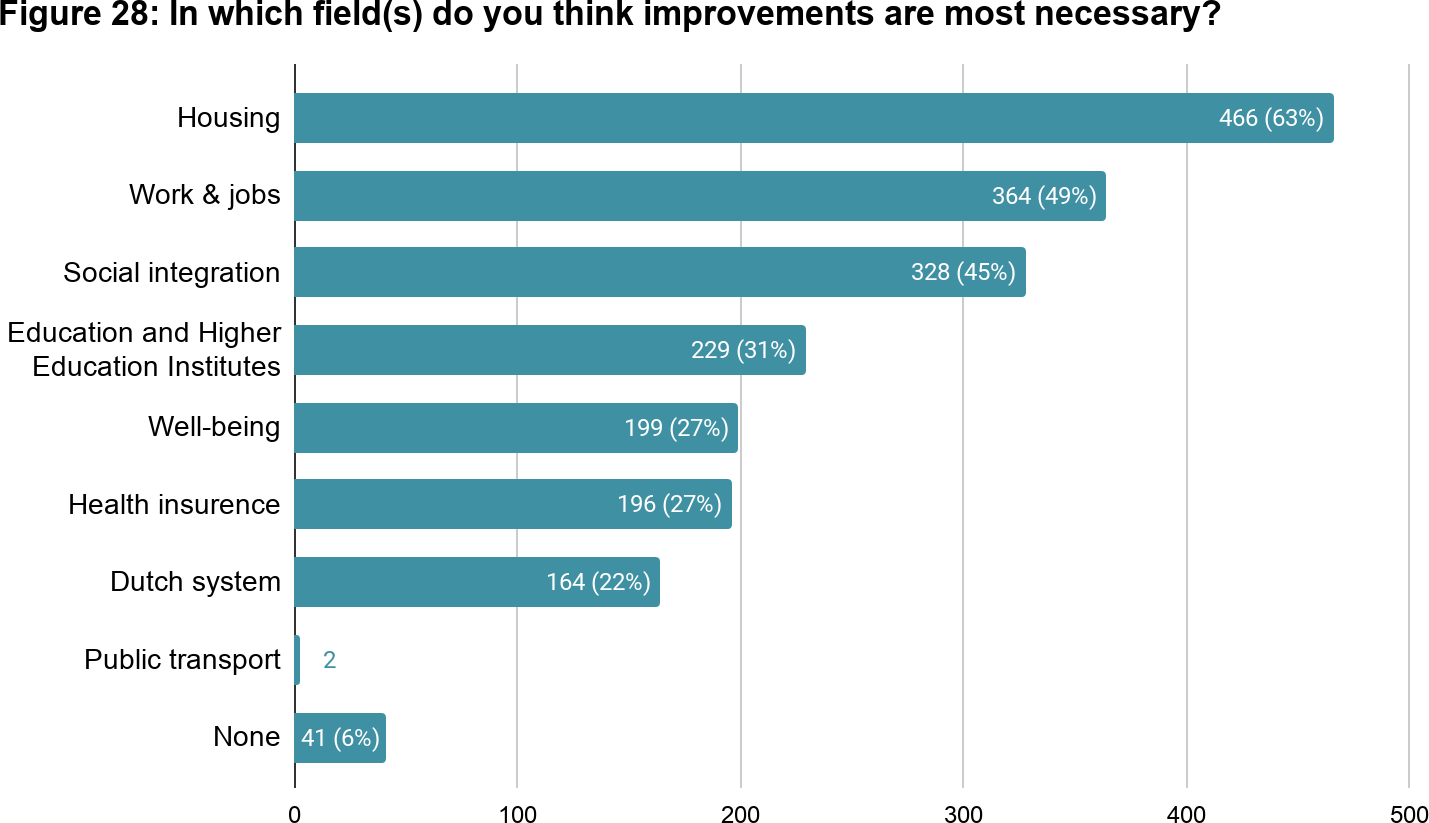 Figure 28: In which field(s) do you think improvements are most necessary?
Housing
466 (63%)
Work & jobs
364 (49%)
Social integration
328 (45%)
Education and Higher
Education Institutes
229 (31%)
Well-being
199 (27%)
Health insurence
196 (27%)
Dutch system
164 (22%)
Public transport
2
None
41 (6%)
0 100 200 300 400 500